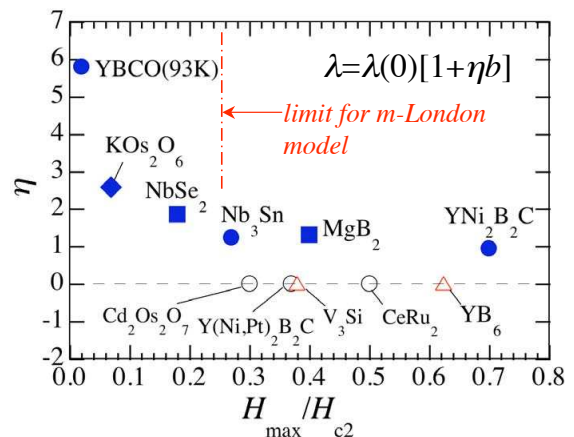 7
6
5
4
3
2
1
0
-1
-2
η
YBCO(93K)
λ=λ(0)[1+ηb]
limit for m-London
model
KOs₂O₆
NbSe₂
Nb₃Sn
MgB₂
YNi₂B₂C
Cd₂Os₂O₇
Y(Ni,Pt)₂B₂C
V₃Si
CeRu₂
YB₆
0.0 0.1 0.2 0.3 0.4 0.5 0.6 0.7 0.8
H_max/H_c2